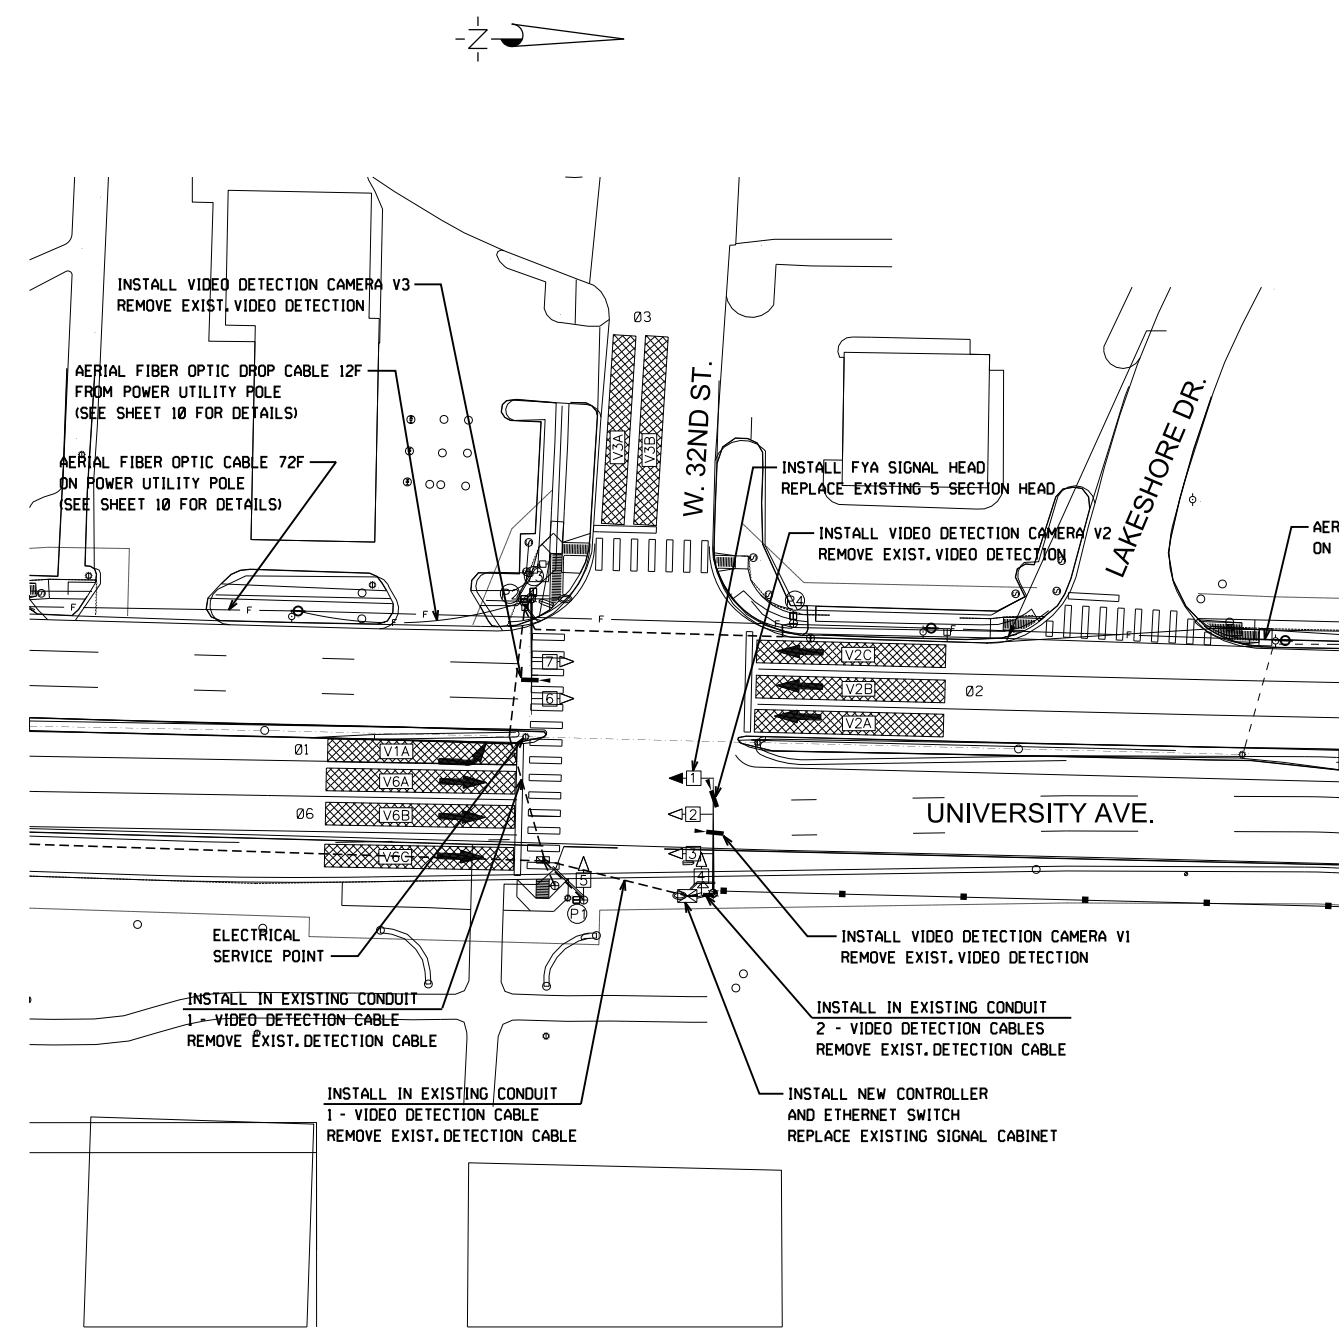 N
INSTALL VIDEO DETECTION CAMERA V3
REMOVE EXIST. VIDEO DETECTION
AERIAL FIBER OPTIC DROP CABLE 12F
FROM POWER UTILITY POLE
(SEE SHEET 10 FOR DETAILS)
AERIAL FIBER OPTIC CABLE 72F
ON POWER UTILITY POLE
(SEE SHEET 10 FOR DETAILS)
Ø3
V3A
V3B
W. 32ND ST.
LAKESHORE DR.
INSTALL FYA SIGNAL HEAD
REPLACE EXISTING 5 SECTION HEAD
INSTALL VIDEO DETECTION CAMERA V2
REMOVE EXIST. VIDEO DETECTION
AER
ON
F
F
F
F
F
F
F
P2
P4
7
6
V2C
V2B
V2A
Ø2
Ø1
V1A
V6A
Ø6
V6B
V6C
1
2
3
4
5
P1
UNIVERSITY AVE.
ELECTRICAL
SERVICE POINT
INSTALL VIDEO DETECTION CAMERA V1
REMOVE EXIST. VIDEO DETECTION
INSTALL IN EXISTING CONDUIT
1 - VIDEO DETECTION CABLE
REMOVE EXIST. DETECTION CABLE
INSTALL IN EXISTING CONDUIT
2 - VIDEO DETECTION CABLES
REMOVE EXIST. DETECTION CABLE
INSTALL IN EXISTING CONDUIT
1 - VIDEO DETECTION CABLE
REMOVE EXIST. DETECTION CABLE
INSTALL NEW CONTROLLER
AND ETHERNET SWITCH
REPLACE EXISTING SIGNAL CABINET